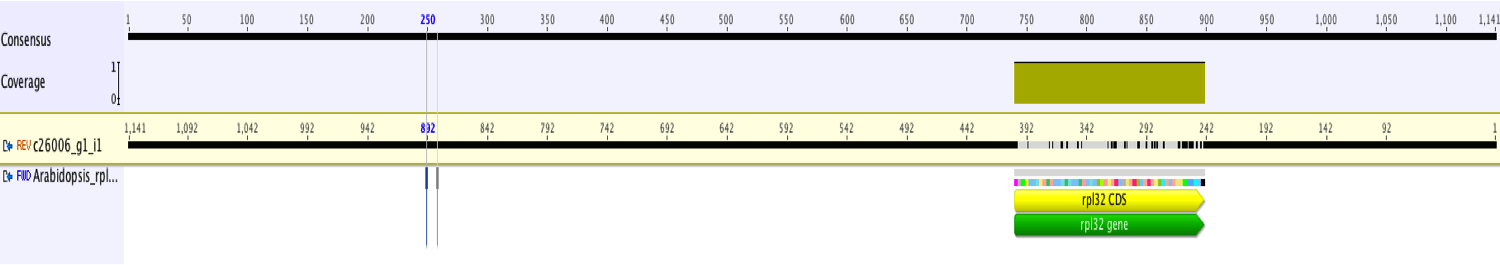 1 50 100 150 200 250 300 350 400 450 500 550 600 650 700 750 800 850 900 950 1,000 1,050 1,100 1,141
Consensus
1
Coverage
0
1,141 1,092 1,042 992 942 892 842 792 742 692 642 592 542 492 442 392 342 292 242 192 142 92 1
REV c26006_g1_i1
FWD Arabidopsis_rpl...
rpl32 CDS
rpl32 gene